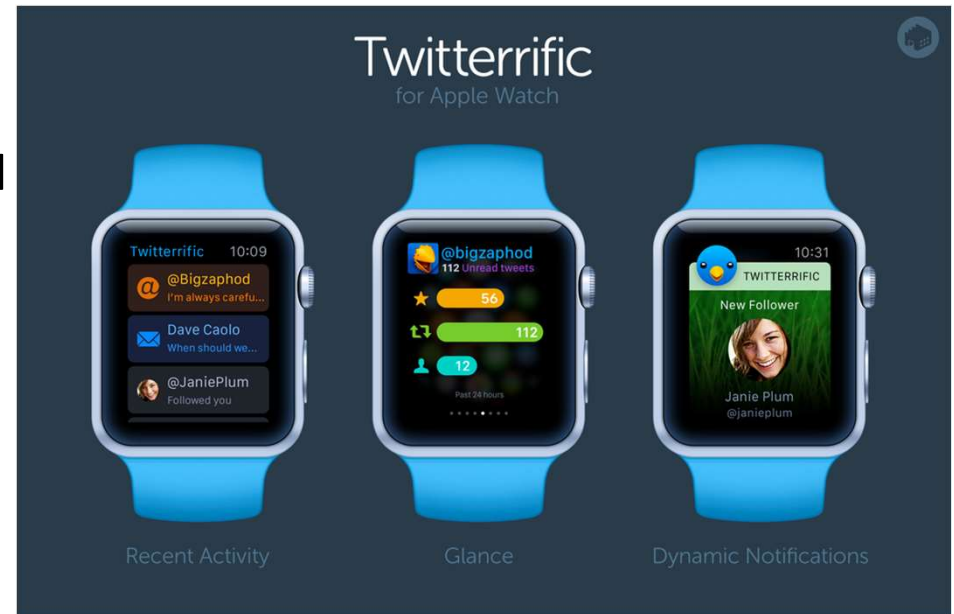 Twitterrific
for Apple Watch
Twitterrific 10:09
@Bigzaphod
I'm always carefu...
Dave Caolo
When should we...
@JaniePlum
Followed you
@bigzaphod
112 Unread tweets
56
112
12
Past 24 hours
10:31
TWITTERRIFIC
New Follower
Janie Plum
@janieplum
Recent Activity
Glance
Dynamic Notifications